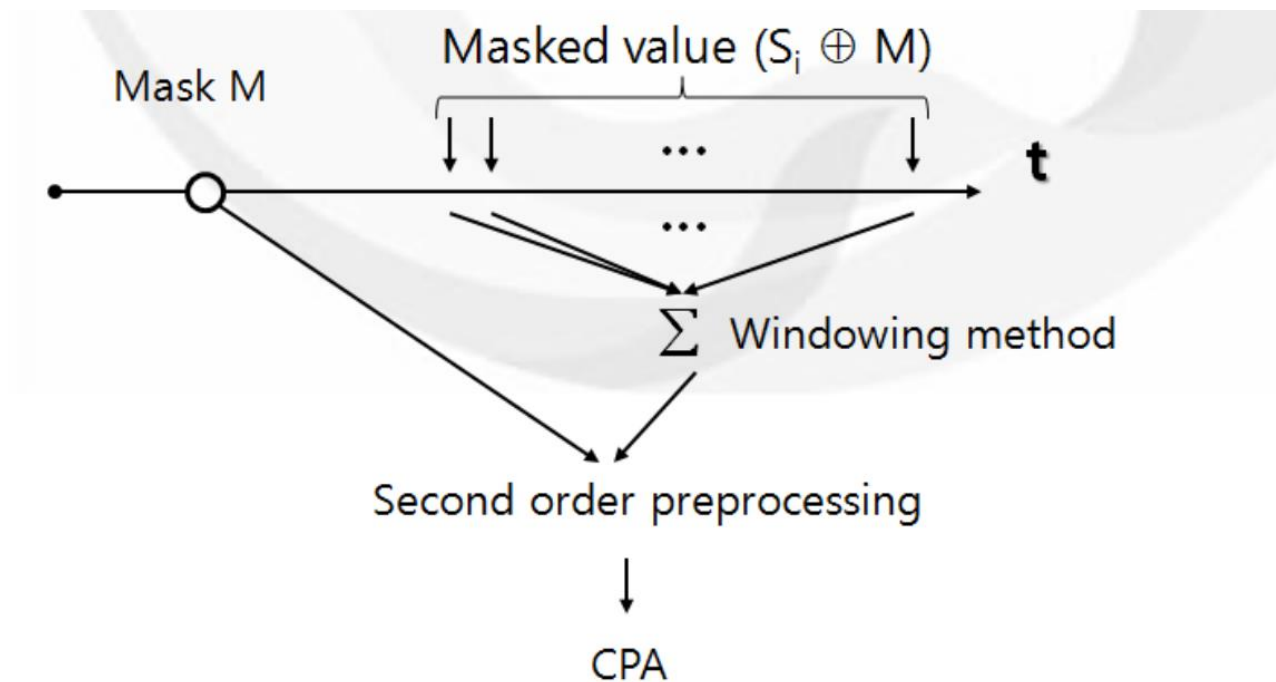 Masked value (Sᵢ ⊕ M)
Mask M
...
t
...
Σ Windowing method
Second order preprocessing
CPA